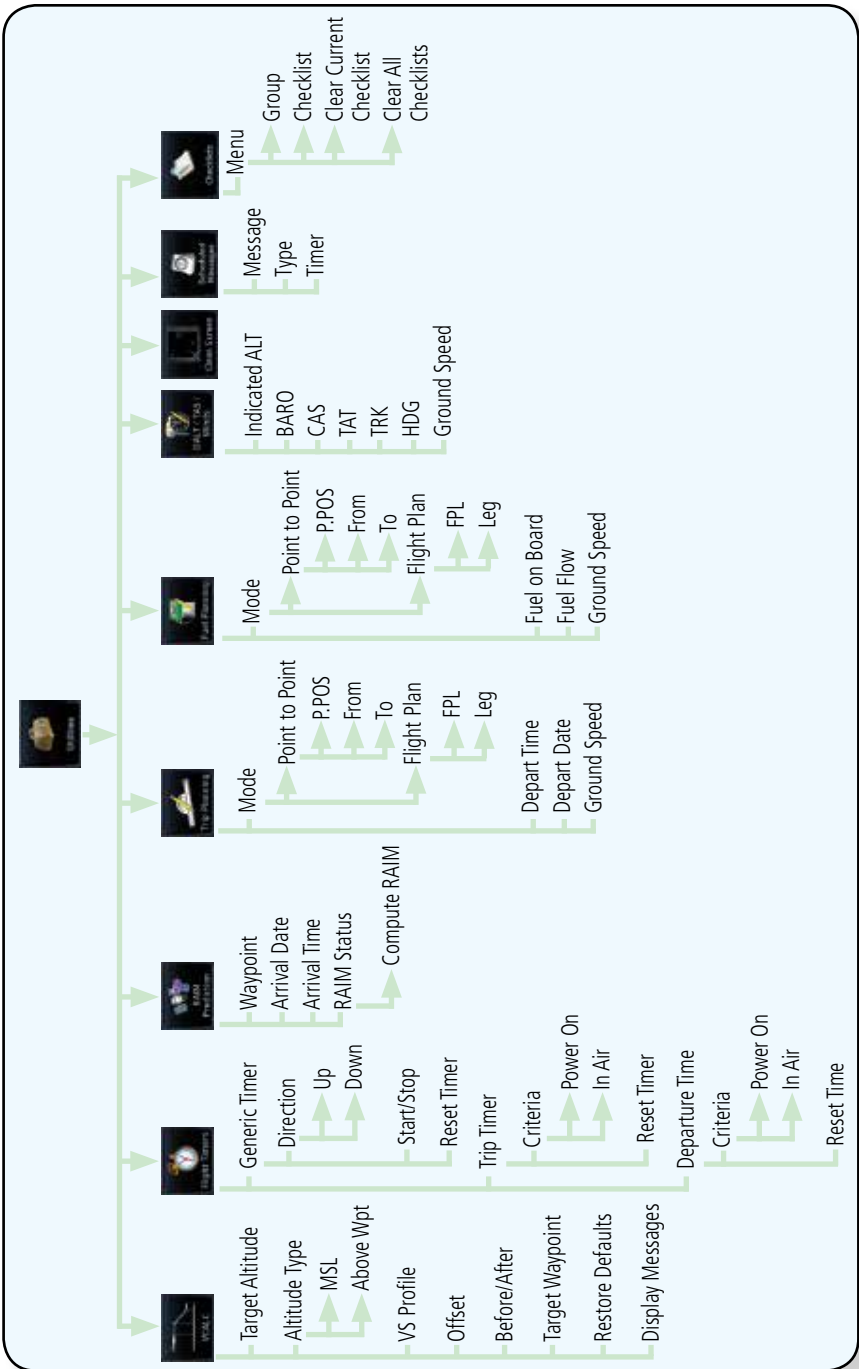 Utilities
VCALC
Target Altitude
Altitude Type
MSL
Above Wpt
VS Profile
Offset
Before/After
Target Waypoint
Restore Defaults
Display Messages
Flight Timers
Generic Timer
Direction
Up
Down
Start/Stop
Reset Timer
Trip Timer
Criteria
Power On
In Air
Reset Timer
Departure Time
Criteria
Power On
In Air
Reset Time
RAIM
Prediction
Waypoint
Arrival Date
Arrival Time
RAIM Status
Compute RAIM
Trip Planning
Mode
Point to Point
P.POS
From
To
Flight Plan
FPL
Leg
Depart Time
Depart Date
Ground Speed
Fuel Planning
Mode
Point to Point
P.POS
From
To
Flight Plan
FPL
Leg
Fuel on Board
Fuel Flow
Ground Speed
DALT / TAS /
Winds
Indicated ALT
BARO
CAS
TAT
TRK
HDG
Ground Speed
Clean Screen
Scheduled
Messages
Message
Type
Timer
Checklists
Menu
Group
Checklist
Clear Current
Checklist
Clear All
Checklists